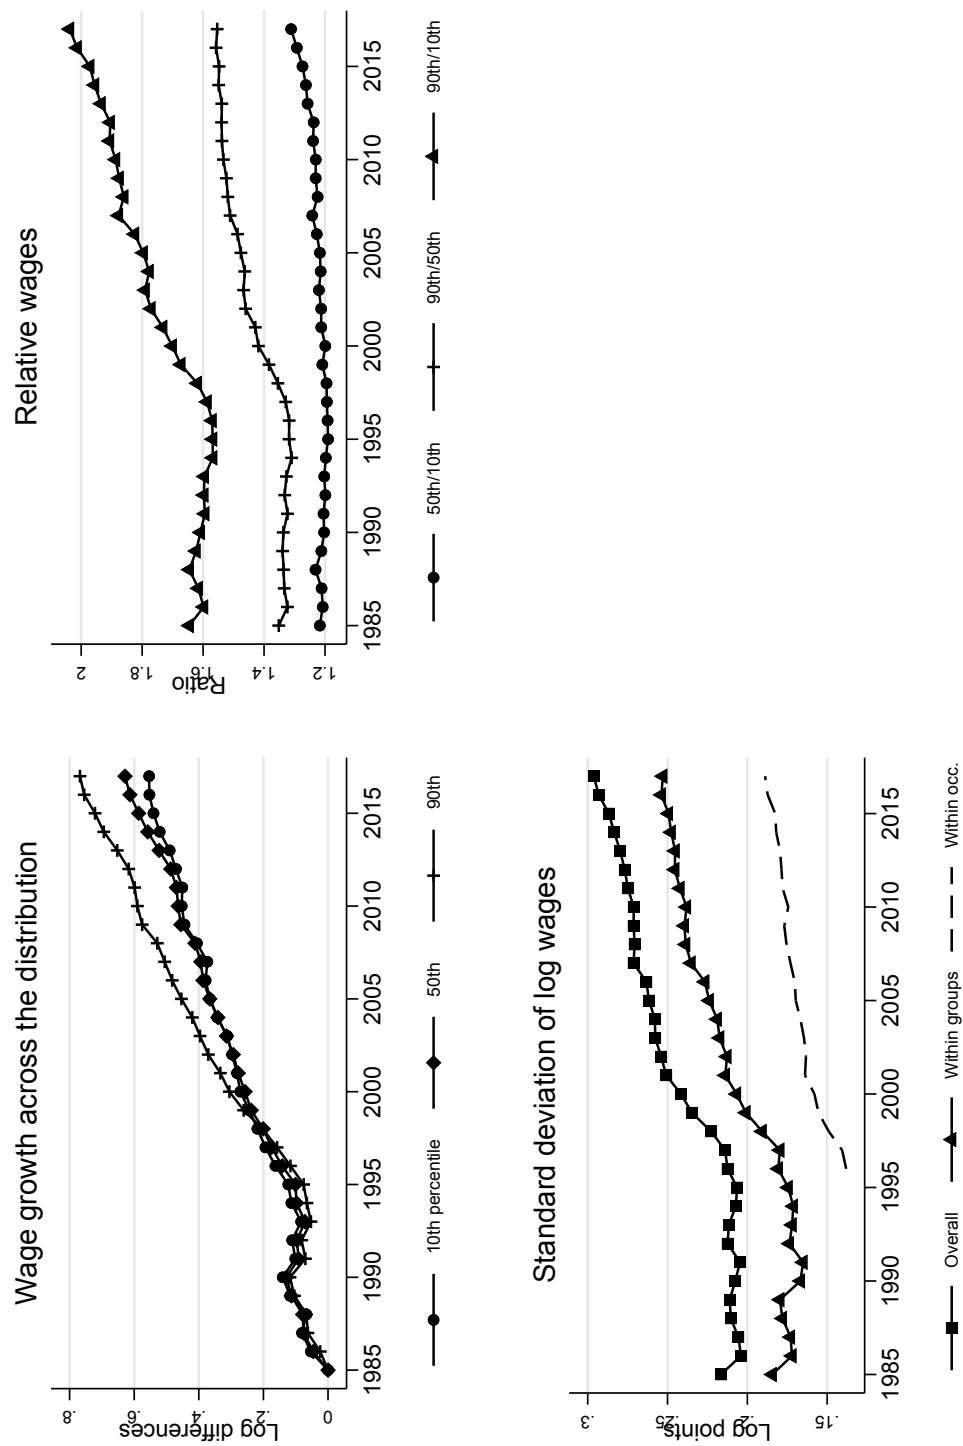 Wage growth across the distribution
Log differences
0
.2
.4
.6
.8
1985 1990 1995 2000 2005 2010 2015
10th percentile 50th 90th
Relative wages
Ratio
1.2
1.4
1.6
1.8
2
1985 1990 1995 2000 2005 2010 2015
50th/10th 90th/50th 90th/10th
Standard deviation of log wages
Log points
.15
.2
.25
.3
1985 1990 1995 2000 2005 2010 2015
Overall Within groups Within occ.